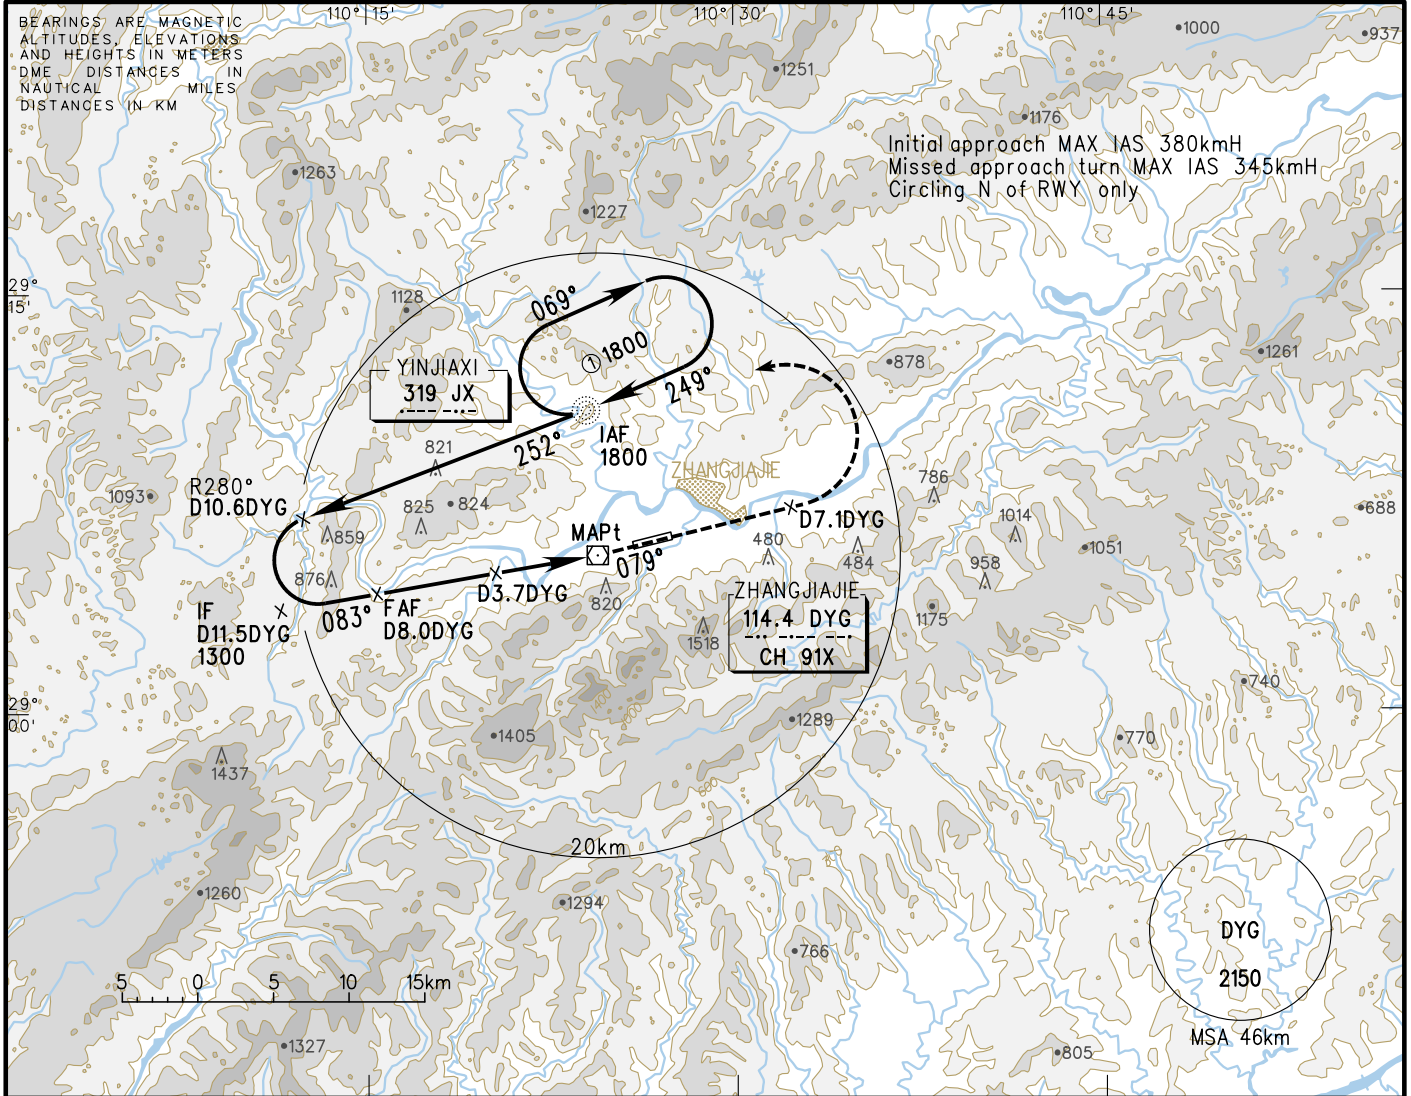 BEARINGS ARE MAGNETIC
ALTITUDES, ELEVATIONS
AND HEIGHTS IN METERS
DME DISTANCES IN
NAUTICAL MILES
DISTANCES IN KM
110° 15'
110° 30'
110° 45'
1000
937
1251
1176
Initial approach MAX IAS 380kmH
Missed approach turn MAX IAS 345kmH
Circling N of RWY only
1263
1227
29°
15'
1128
069°
① 1800
249°
878
1261
YINJIAXI
319 JX
.--- -..-
IAF
1800
252°
821
ZHANGJIAJIE
R280°
D10.6DYG
1093
825
824
859
786
688
1014
D7.1DYG
MAPt
079°
480
484
1051
958
876
D3.7DYG
820
083°
FAF
D8.0DYG
IF
D11.5DYG
1300
ZHANGJIAJIE
114.4 DYG
-.. -.-- --.
CH 91X
1518
1175
740
29°
00'
1400
1000
1405
1289
770
1437
600
20km
1260
1294
766
DYG
2150
MSA 46km
5 0 5 10 15km
1327
805